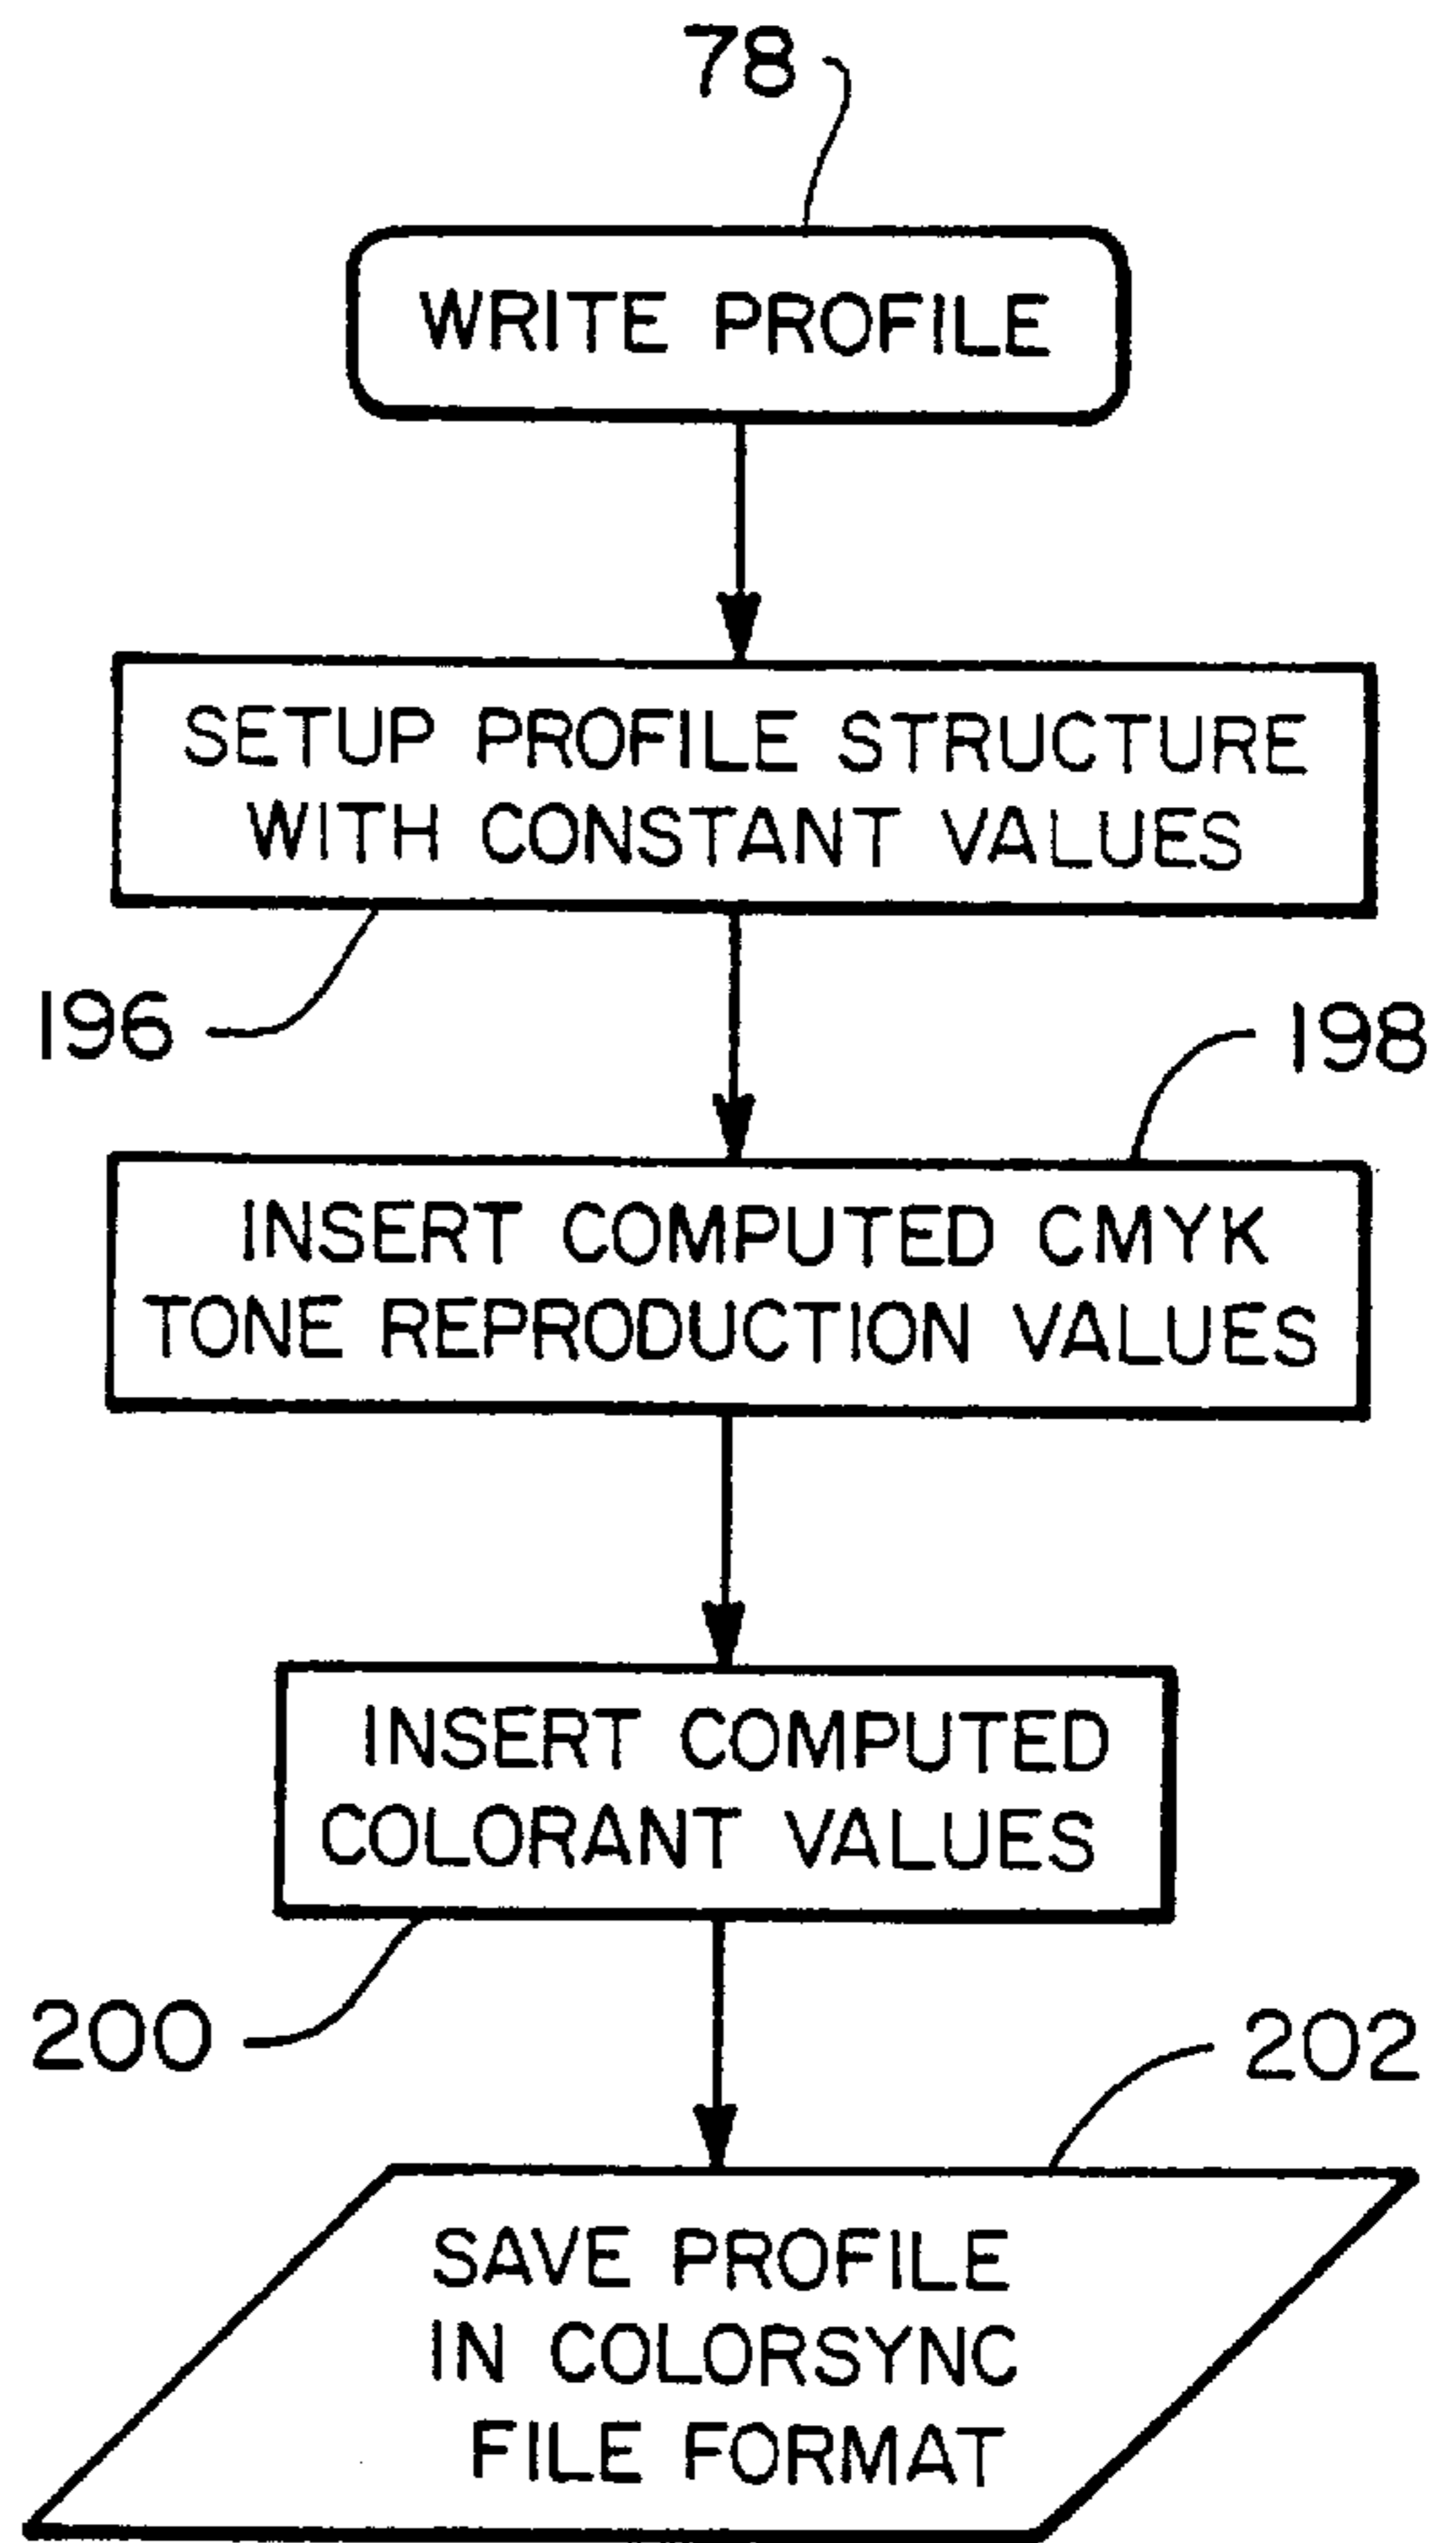 78
WRITE PROFILE
SETUP PROFILE STRUCTURE
WITH CONSTANT VALUES
196
198
INSERT COMPUTED CMYK
TONE REPRODUCTION VALUES
INSERT COMPUTED
COLORANT VALUES
200
202
SAVE PROFILE
IN COLORSYNC
FILE FORMAT